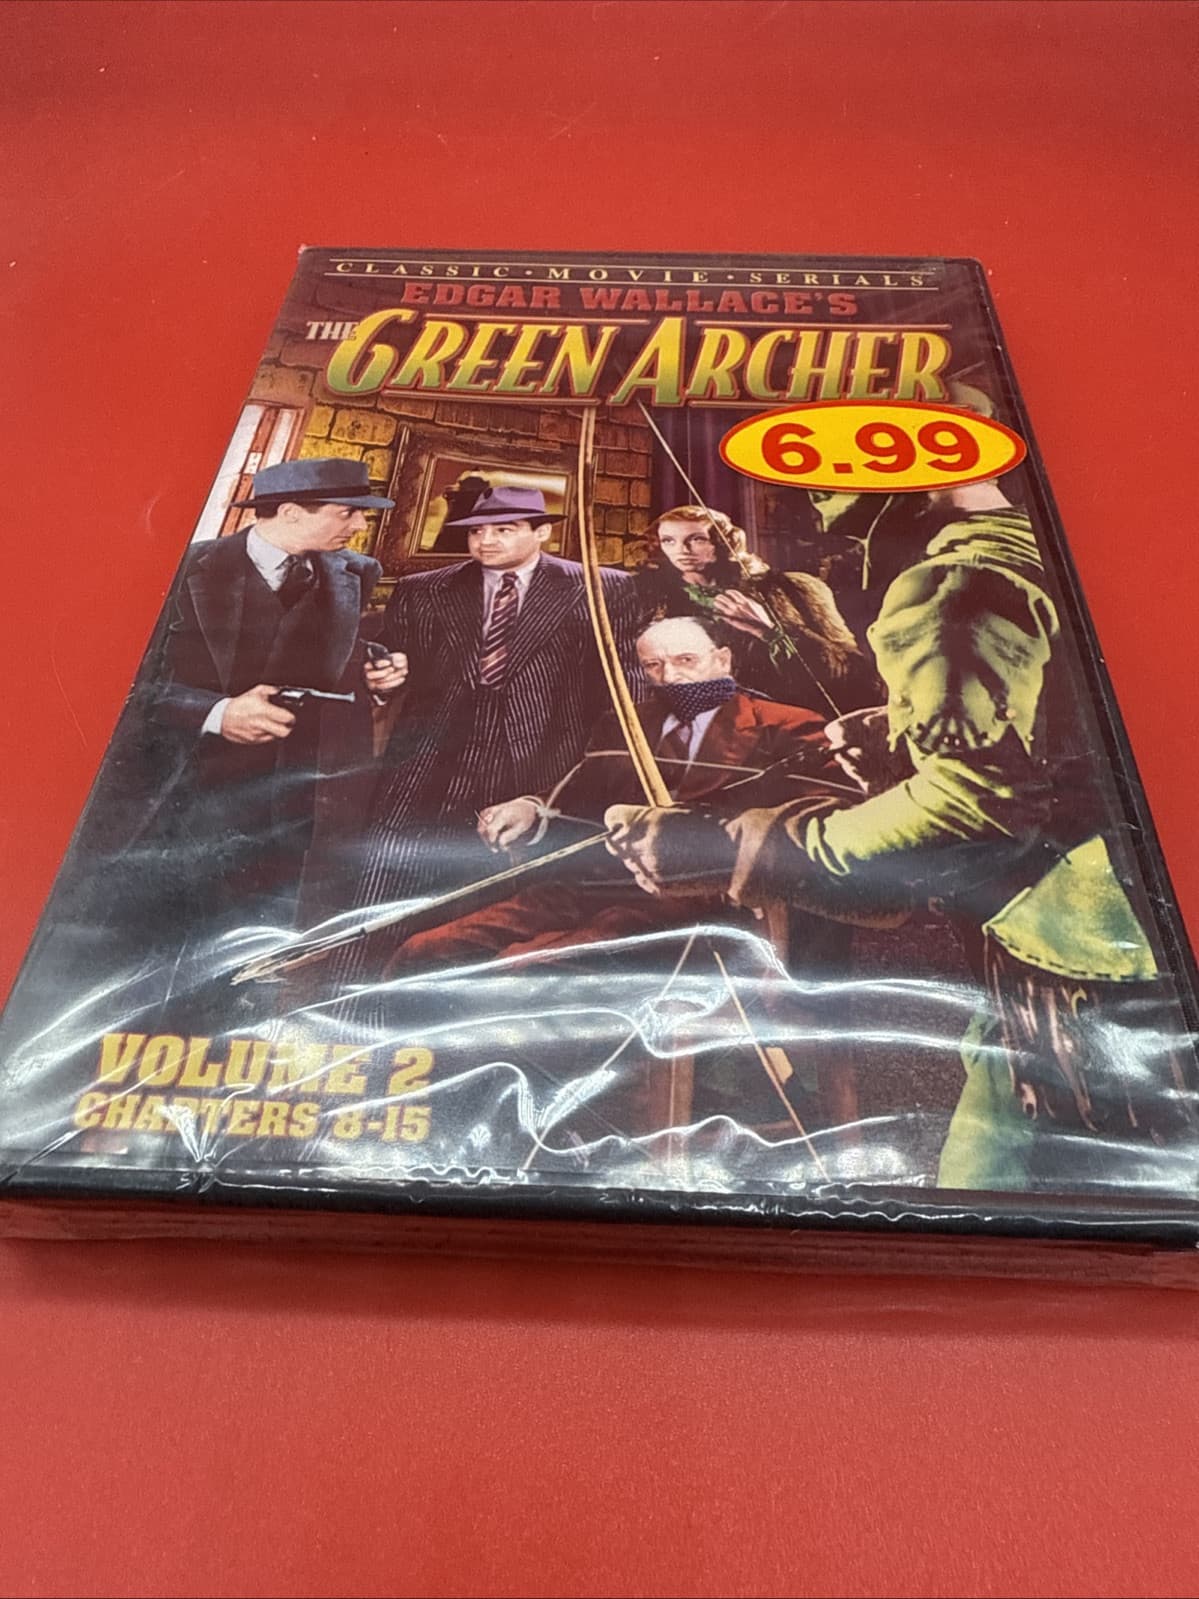 CLASSIC · MOVIE · SERIALS
EDGAR WALLACE'S
THE GREEN ARCHER
6.99
VOLUME 2
CHAPTERS 8-15